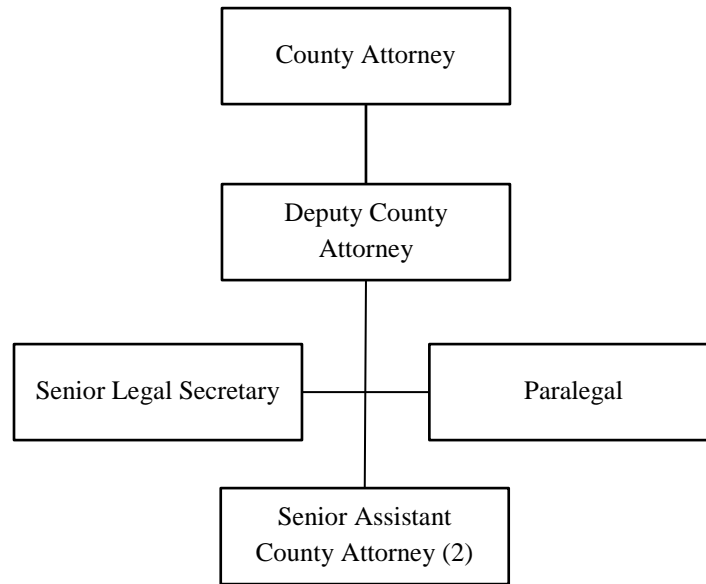 County Attorney
Deputy County
Attorney
Senior Legal Secretary
Paralegal
Senior Assistant
County Attorney (2)